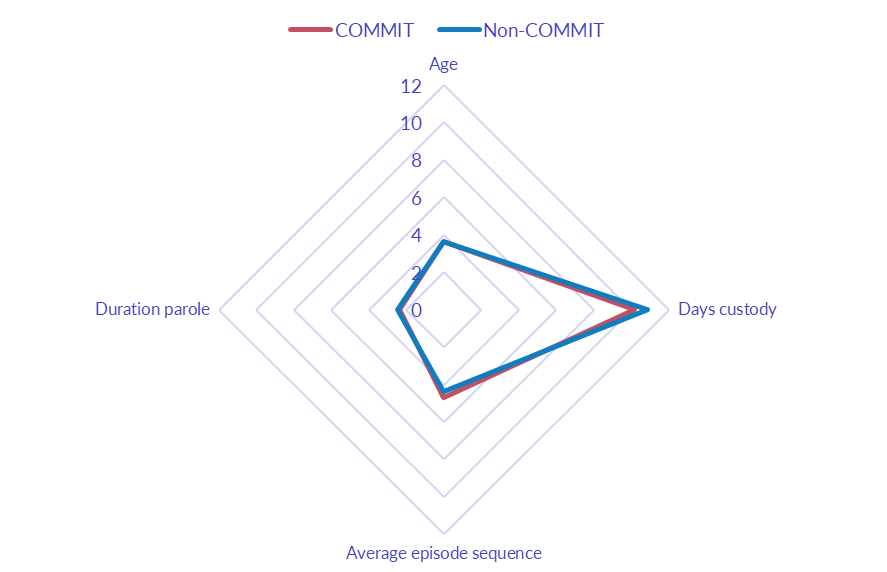 COMMIT Non-COMMIT
Age
12
10
8
6
4
2
0
Duration parole
Days custody
Average episode sequence